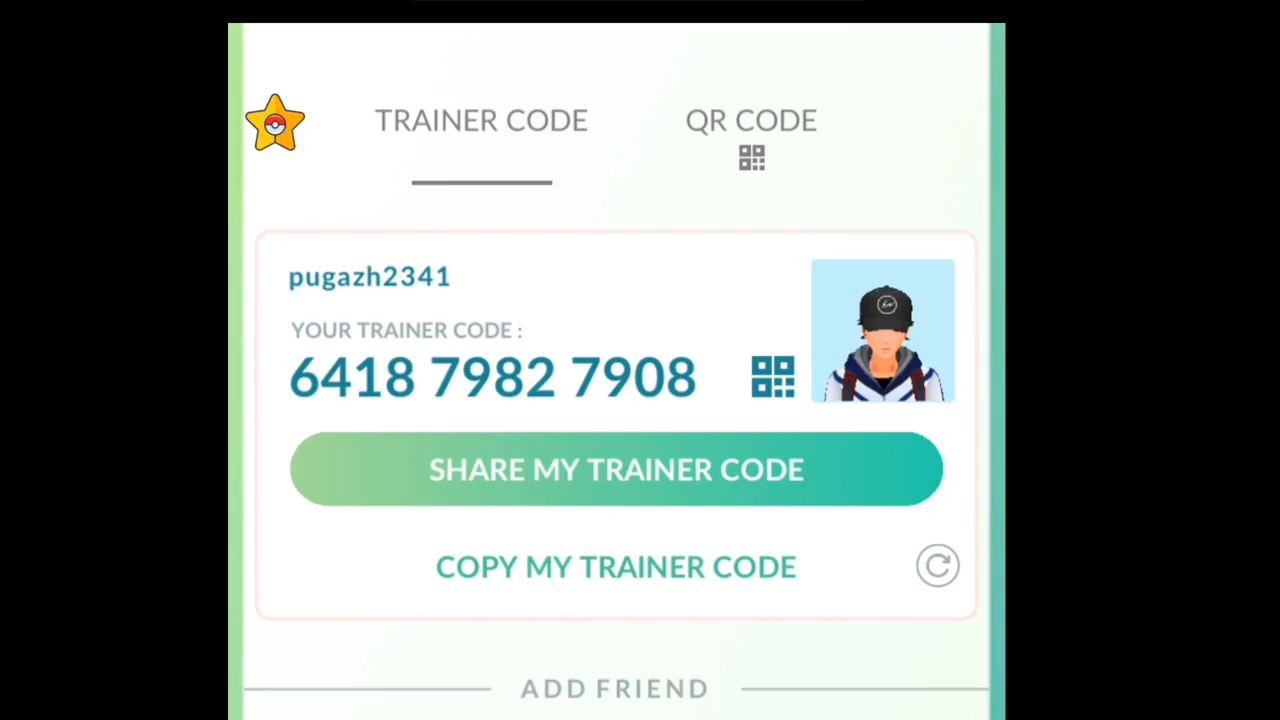 TRAINER CODE
QR CODE
pugazh2341
YOUR TRAINER CODE :
6418 7982 7908
SHARE MY TRAINER CODE
COPY MY TRAINER CODE
ADD FRIEND